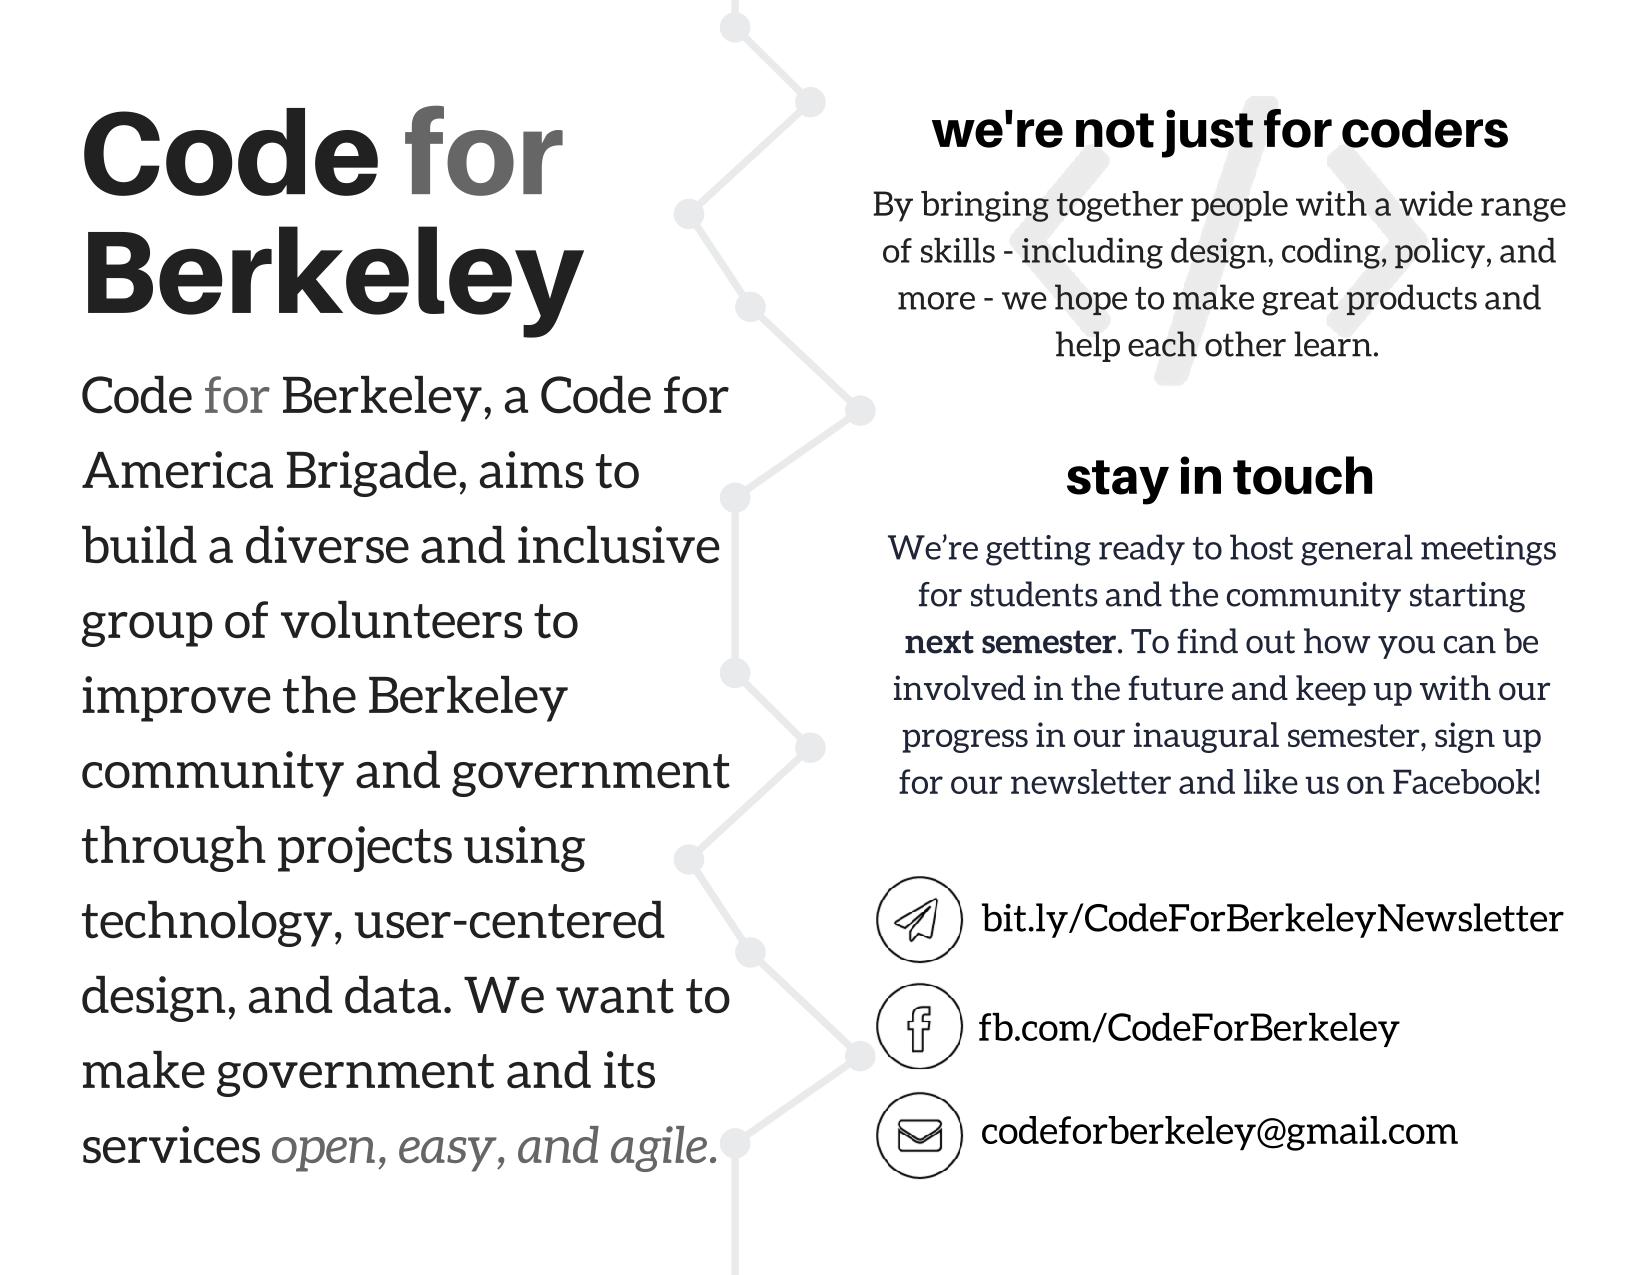 Code for
Berkeley
Code for Berkeley, a Code for
America Brigade, aims to
build a diverse and inclusive
group of volunteers to
improve the Berkeley
community and government
through projects using
technology, user-centered
design, and data. We want to
make government and its
services open, easy, and agile.
we're not just for coders
By bringing together people with a wide range
of skills - including design, coding, policy, and
more - we hope to make great products and
help each other learn.
stay in touch
We’re getting ready to host general meetings
for students and the community starting
next semester. To find out how you can be
involved in the future and keep up with our
progress in our inaugural semester, sign up
for our newsletter and like us on Facebook!
bit.ly/CodeForBerkeleyNewsletter
fb.com/CodeForBerkeley
codeforberkeley@gmail.com